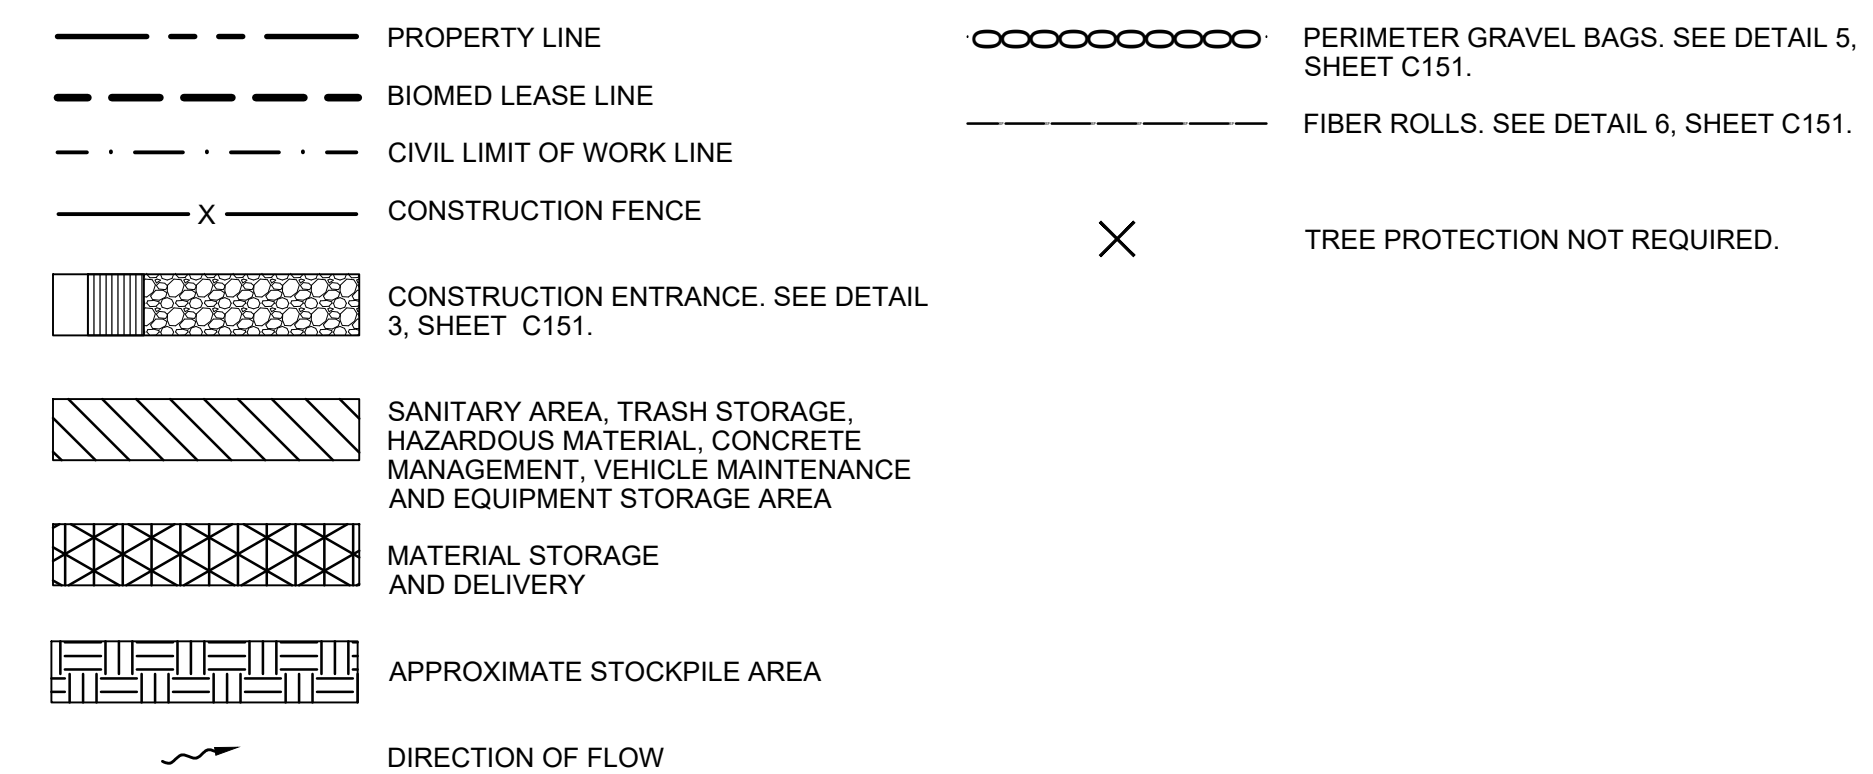 PROPERTY LINE
BIOMED LEASE LINE
CIVIL LIMIT OF WORK LINE
X
CONSTRUCTION FENCE
CONSTRUCTION ENTRANCE. SEE DETAIL
3, SHEET C151.
SANITARY AREA, TRASH STORAGE,
HAZARDOUS MATERIAL, CONCRETE
MANAGEMENT, VEHICLE MAINTENANCE
AND EQUIPMENT STORAGE AREA
MATERIAL STORAGE
AND DELIVERY
APPROXIMATE STOCKPILE AREA
DIRECTION OF FLOW
PERIMETER GRAVEL BAGS. SEE DETAIL 5,
SHEET C151.
FIBER ROLLS. SEE DETAIL 6, SHEET C151.
TREE PROTECTION NOT REQUIRED.